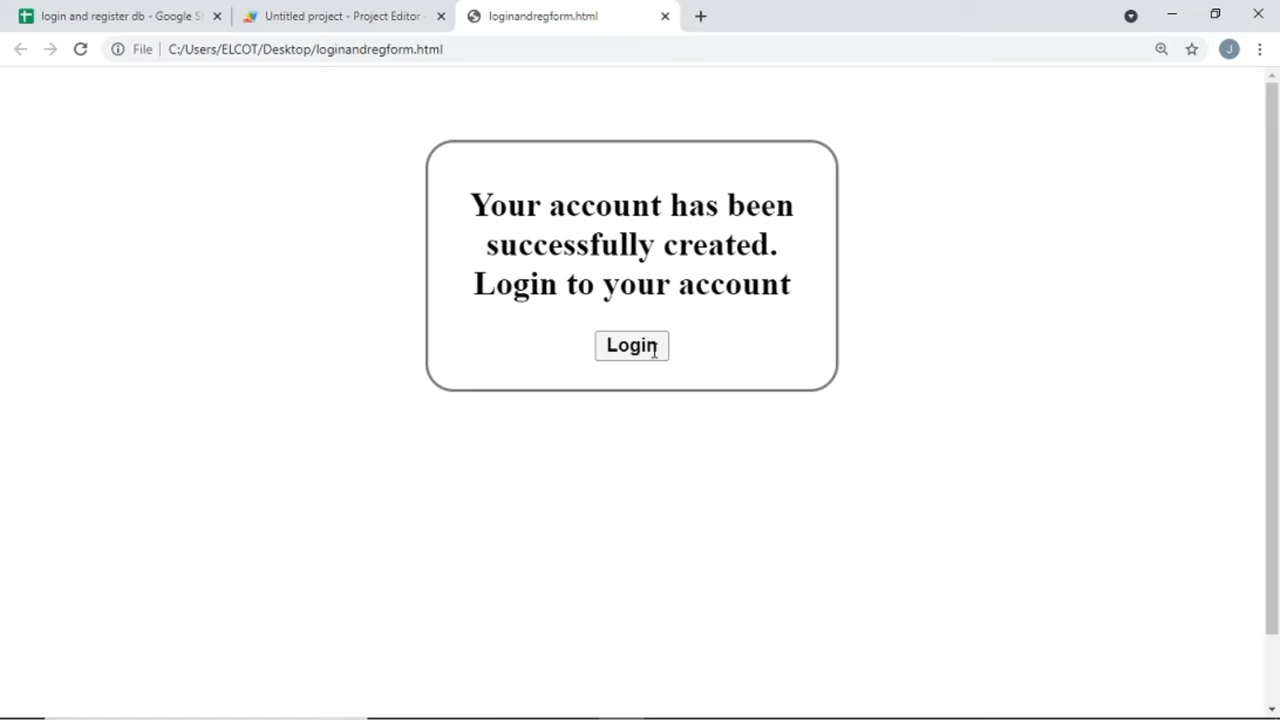 login and register db - Google S
Untitled project - Project Editor -
loginandregform.html
File
C:/Users/ELCOT/Desktop/loginandregform.html
J
Your account has been
successfully created.
Login to your account
Login